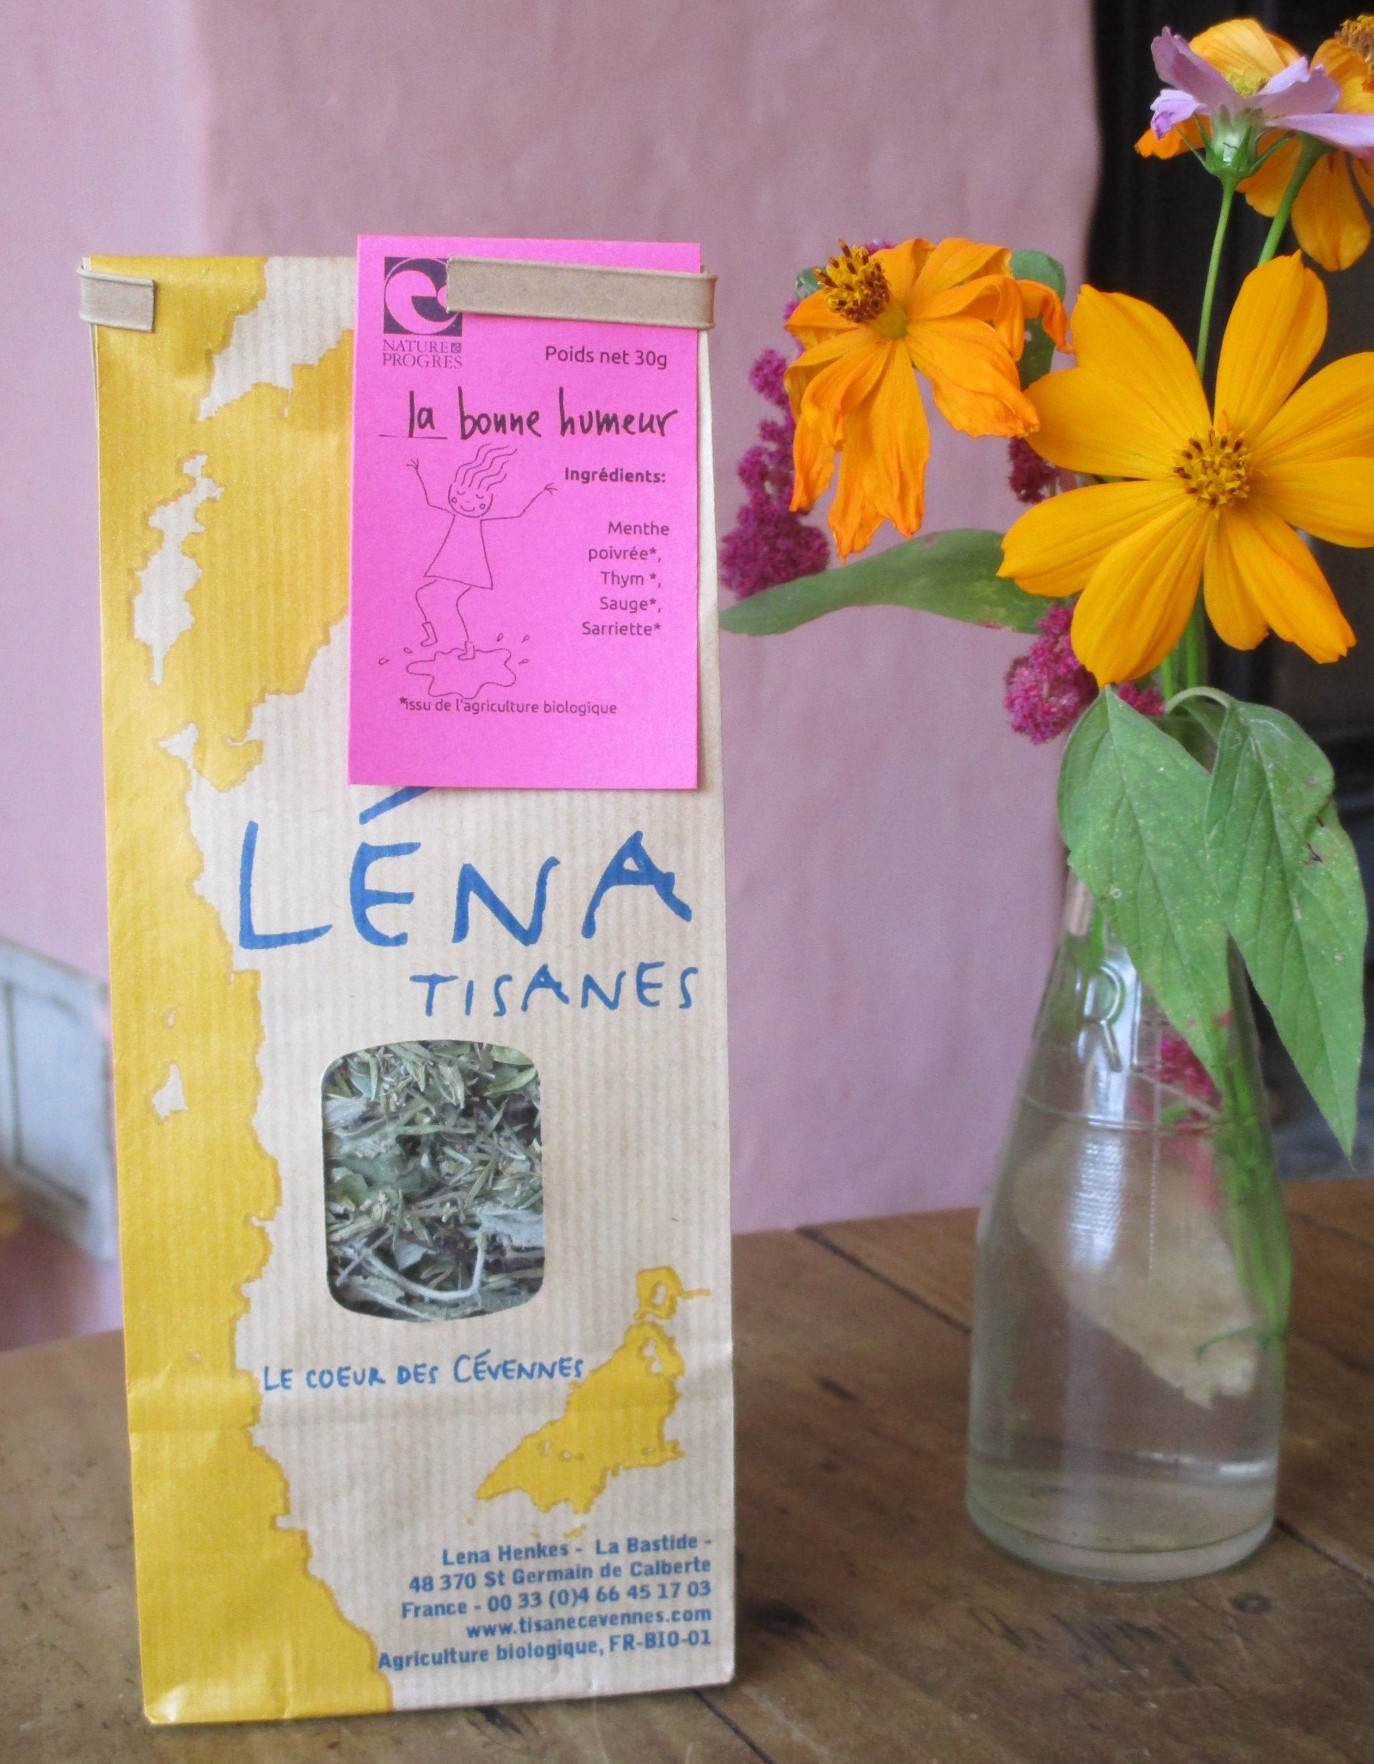 NATURE &
PROGRES
Poids net 30g
la bonne humeur
Ingrédients:
Menthe
poivrée*,
Thym *,
Sauge*,
Sarriette*
*issu de l'agriculture biologique
LÉNA
TISANES
LE COEUR DES CÉVENNES
Lena Henkes - La Bastide -
48 370 St Germain de Calberte
France - 00 33 (0)4 66 45 17 03
www.tisanecevennes.com
Agriculture biologique, FR-BIO-01